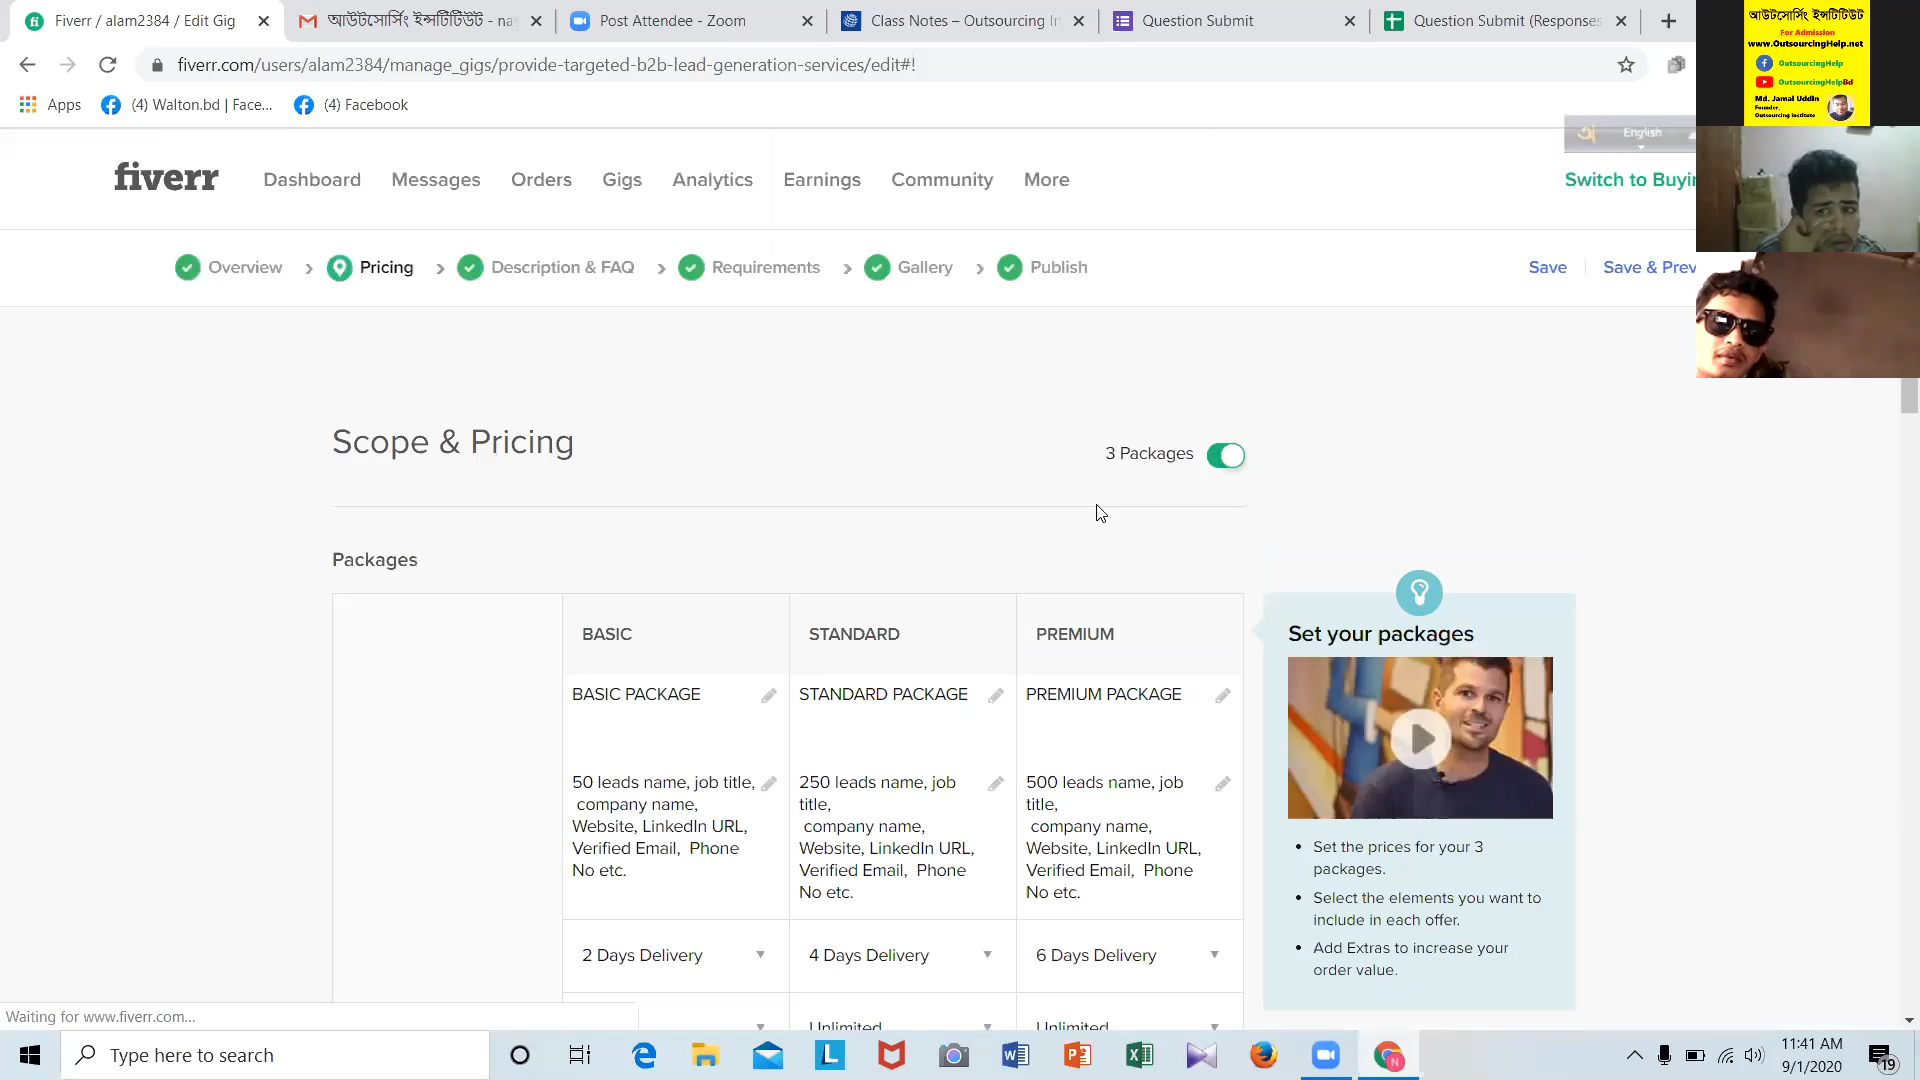 Fiverr / alam2384 / Edit Gig
আউটসোর্সিং ইন্সটিটিউট - nas
Post Attendee - Zoom
Class Notes – Outsourcing In
Question Submit
Question Submit (Responses
fiverr.com/users/alam2384/manage_gigs/provide-targeted-b2b-lead-generation-services/edit#!
Apps
(4) Walton.bd | Face...
(4) Facebook
আউটসোর্সিং ইন্সটিটিউট
For Admission
www.OutsourcingHelp.net
OutsourcingHelp
OutsourcingHelpBd
Md. Jamal Uddin
Founder,
Outsourcing Institute
অ English
fiverr
Dashboard
Messages
Orders
Gigs
Analytics
Earnings
Community
More
Switch to Buyin
Overview
Pricing
Description & FAQ
Requirements
Gallery
Publish
Save
Save & Prev
Scope & Pricing
3 Packages
Packages
BASIC
STANDARD
PREMIUM
BASIC PACKAGE
STANDARD PACKAGE
PREMIUM PACKAGE
50 leads name, job title,
company name,
Website, LinkedIn URL,
Verified Email, Phone
No etc.
250 leads name, job
title,
company name,
Website, LinkedIn URL,
Verified Email, Phone
No etc.
500 leads name, job
title,
company name,
Website, LinkedIn URL,
Verified Email, Phone
No etc.
2 Days Delivery
4 Days Delivery
6 Days Delivery
Unlimited
Unlimited
Set your packages
• Set the prices for your 3
packages.
• Select the elements you want to
include in each offer.
• Add Extras to increase your
order value.
Waiting for www.fiverr.com...
Type here to search
11:41 AM
9/1/2020
19